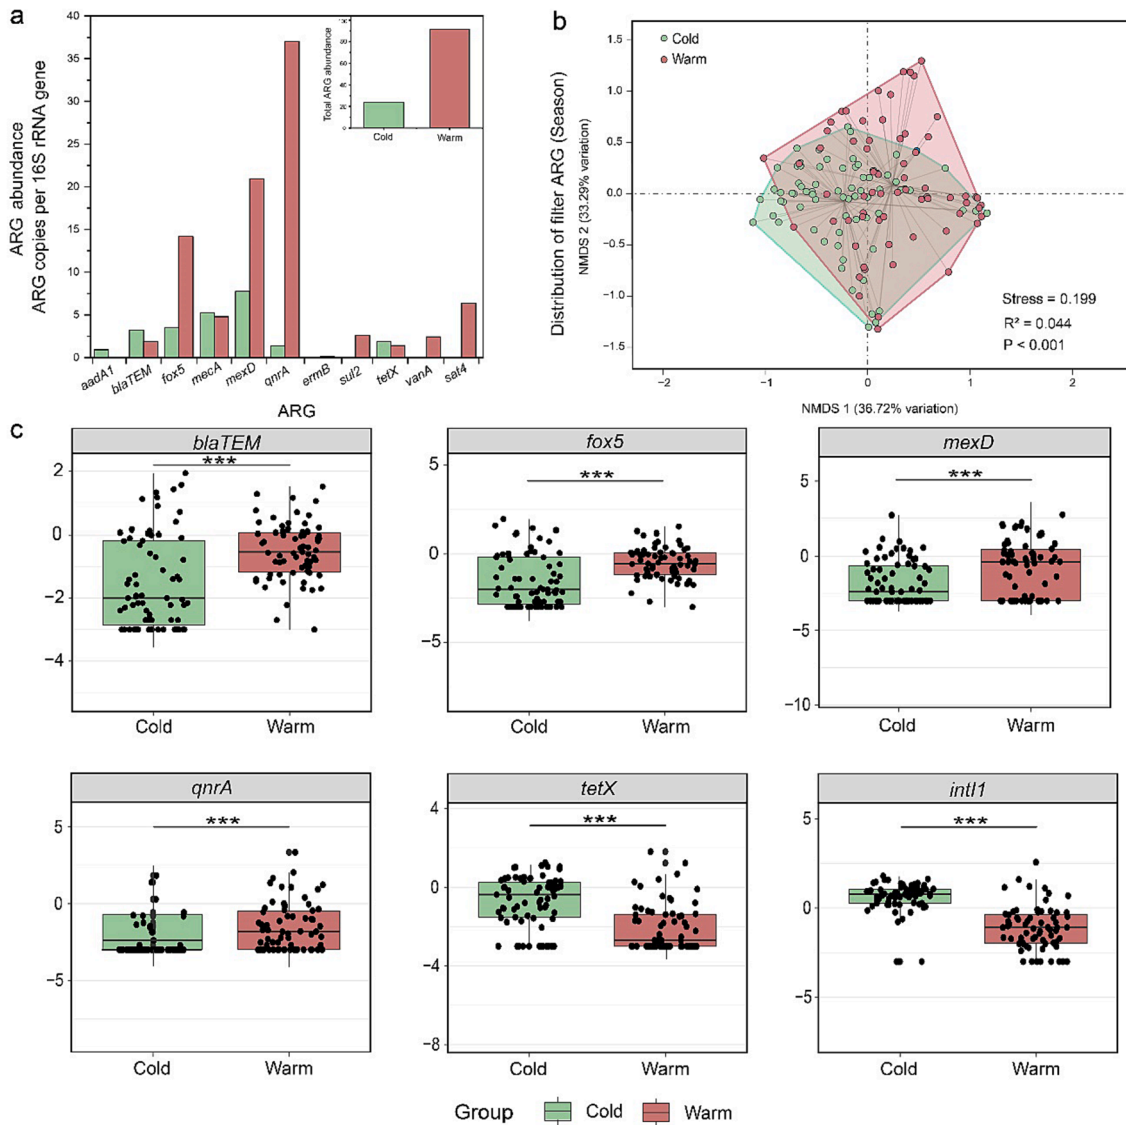 a
ARG abundance
ARG copies per 16S rRNA gene
40
35
30
25
20
15
10
5
0
aadA1
blaTEM
fox5
mecA
mexD
qnrA
ermB
sul2
tetX
vanA
sat4
ARG
Total ARG abundance
100
80
60
40
20
0
Cold
Warm
b
Cold
Warm
Distribution of filter ARG (Season)
NMDS 2 (33.29% variation)
1.5
1.0
0.5
0.0
−0.5
−1.0
−1.5
Stress = 0.199
R² = 0.044
P < 0.001
−2
−1
0
1
2
NMDS 1 (36.72% variation)
c
blaTEM
***
2
0
−2
−4
Cold
Warm
fox5
***
5
0
−5
Cold
Warm
mexD
***
5
0
−5
−10
Cold
Warm
qnrA
***
5
0
−5
Cold
Warm
tetX
***
4
0
−4
−8
Cold
Warm
intI1
***
5
0
−5
Cold
Warm
Group
Cold
Warm